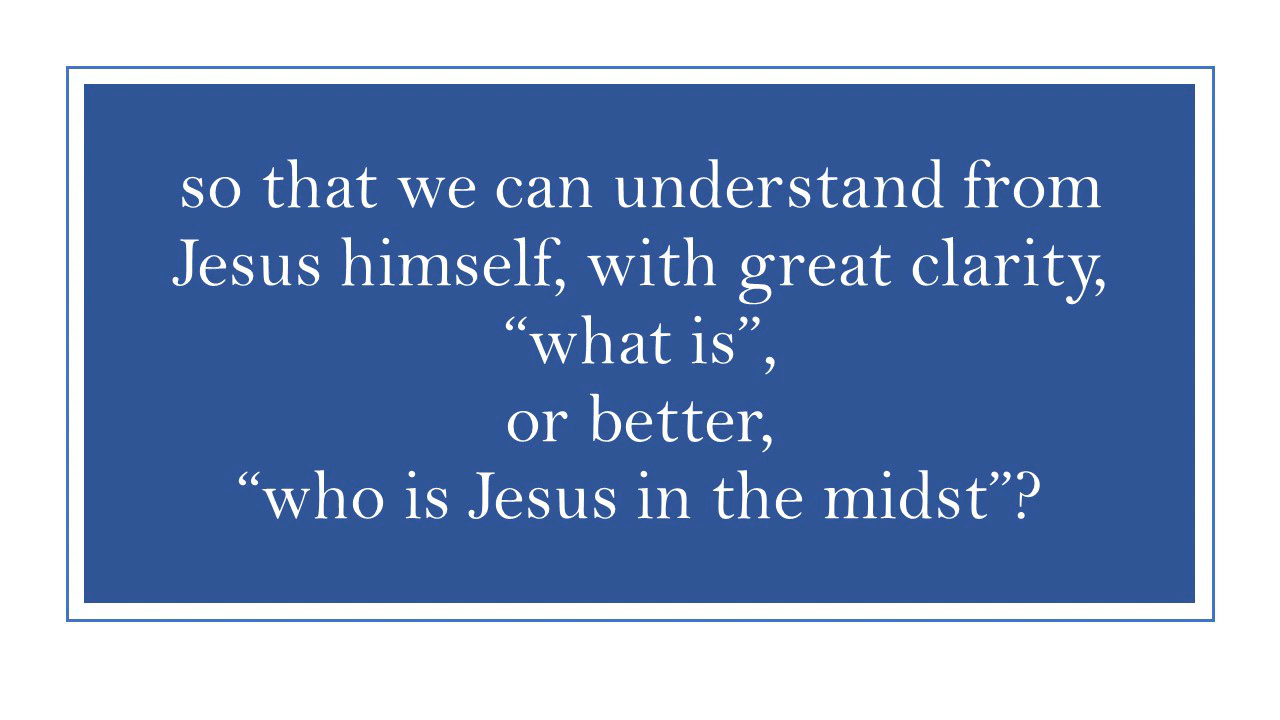 so that we can understand from
Jesus himself, with great clarity,
“what is”,
or better,
“who is Jesus in the midst”?